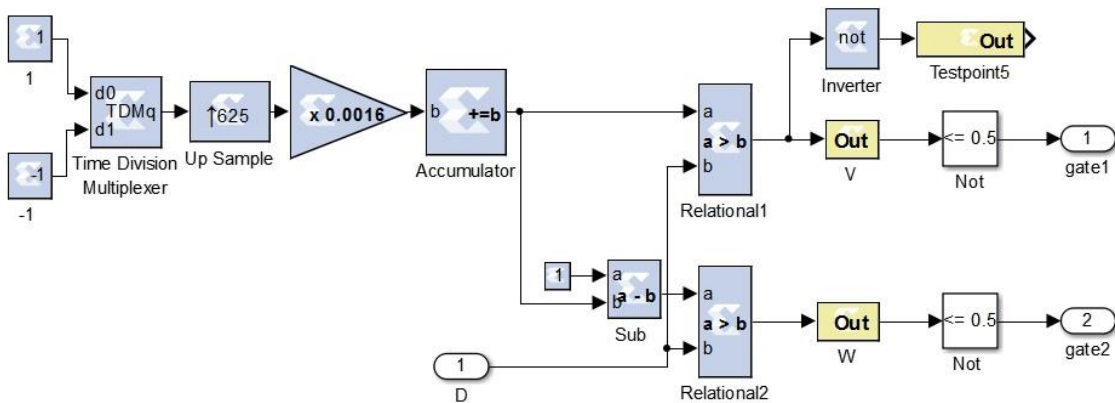 1
1
-1
-1
d0
TDMq
d1
Time Division
Multiplexer
↑625
Up Sample
x 0.0016
b
+=b
Accumulator
a
a > b
b
Relational1
not
Inverter
Out
Testpoint5
Out
V
<= 0.5
Not
1
gate1
1
a
b
a - b
Sub
a
a > b
b
Relational2
Out
W
<= 0.5
Not
2
gate2
1
D